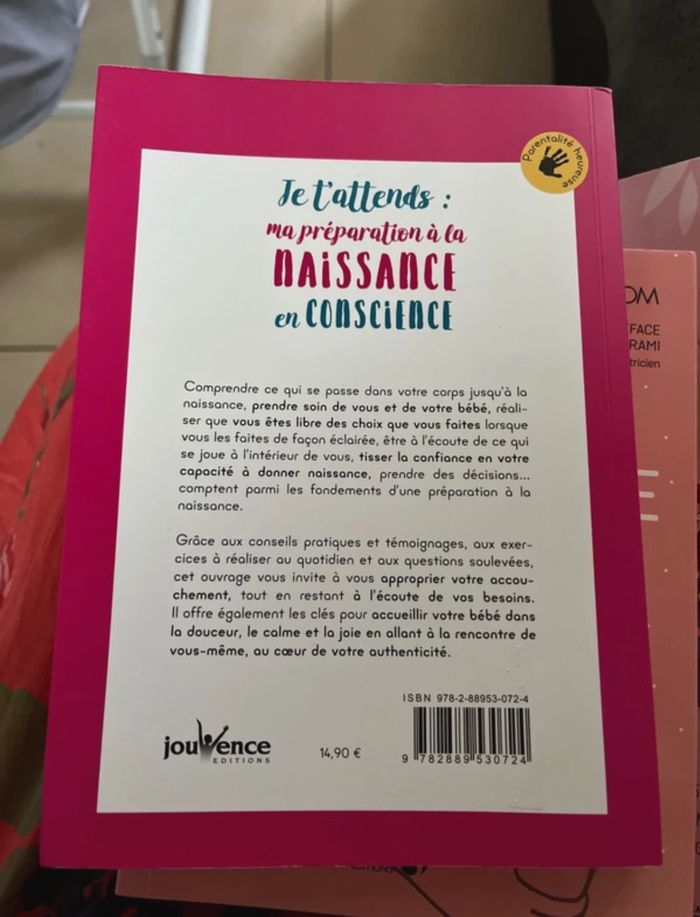 Parentalité heureuse
Je t'attends :
ma préparation à la
NAISSANCE
en CONSCIENCE
Comprendre ce qui se passe dans votre corps jusqu'à la
naissance, prendre soin de vous et de votre bébé, réali-
ser que vous êtes libre des choix que vous faites lorsque
vous les faites de façon éclairée, être à l'écoute de ce qui
se joue à l'intérieur de vous, tisser la confiance en votre
capacité à donner naissance, prendre des décisions...
comptent parmi les fondements d'une préparation à la
naissance.
Grâce aux conseils pratiques et témoignages, aux exer-
cices à réaliser au quotidien et aux questions soulevées,
cet ouvrage vous invite à vous approprier votre accou-
chement, tout en restant à l'écoute de vos besoins.
Il offre également les clés pour accueillir votre bébé dans
la douceur, le calme et la joie en allant à la rencontre de
vous-même, au cœur de votre authenticité.
ISBN 978-2-88953-072-4
jouvence
EDITIONS
14,90 €
9 782889 530724
OM
FACE
RAMI
tricien